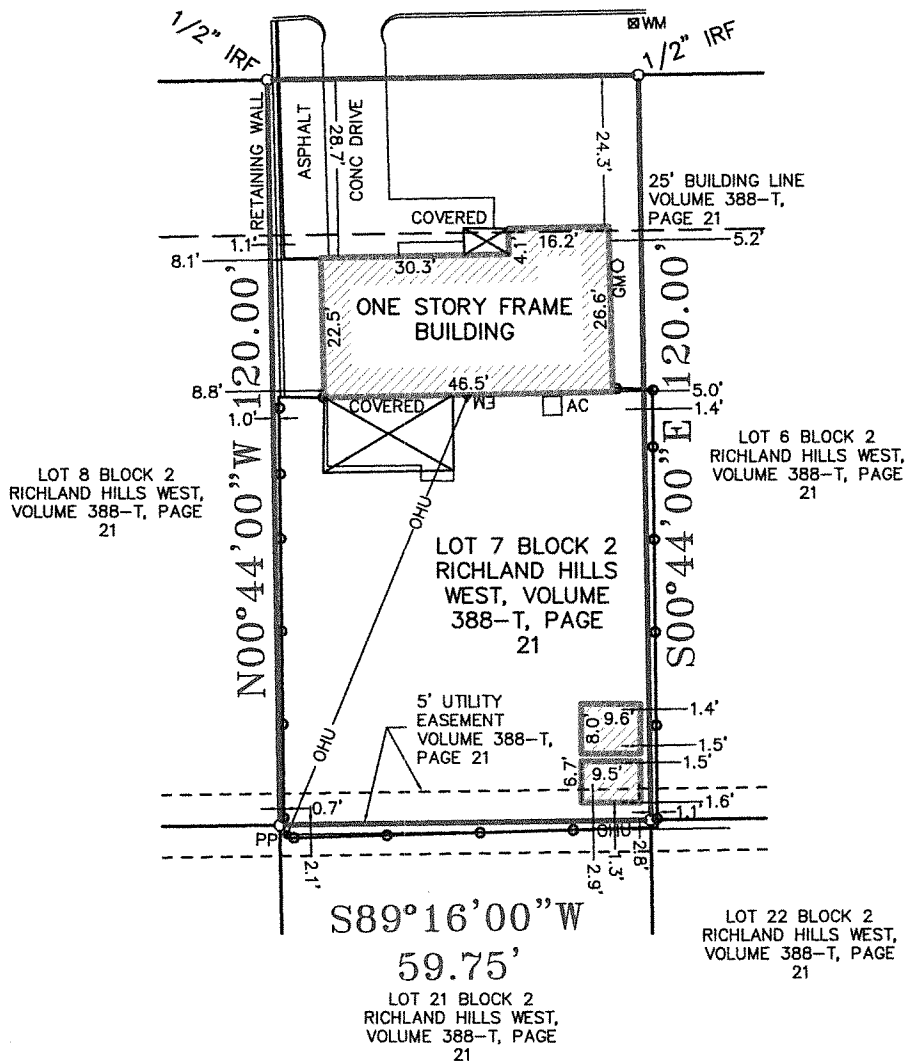 WM
1/2" IRF
1/2" IRF
RETAINING WALL
ASPHALT
28.7'
CONC DRIVE
24.3'
25' BUILDING LINE
VOLUME 388-T,
PAGE 21
COVERED
1.1'
8.1'
4.1'
16.2'
5.2'
30.3'
GM
22.5'
ONE STORY FRAME
BUILDING
26.6'
N00°44'00"W 120.00'
S00°44'00"E 120.00'
8.8'
46.5'
5.0'
1.0'
COVERED
EM
AC
1.4'
LOT 8 BLOCK 2
RICHLAND HILLS WEST,
VOLUME 388-T, PAGE
21
LOT 6 BLOCK 2
RICHLAND HILLS WEST,
VOLUME 388-T, PAGE
21
OHU
LOT 7 BLOCK 2
RICHLAND HILLS
WEST, VOLUME
388-T, PAGE
21
5' UTILITY
EASEMENT
VOLUME 388-T,
PAGE 21
OHU
8.0'
9.6'
1.4'
1.5'
6.7'
9.5'
1.5'
1.6'
0.7'
1.1'
PP
OHU
2.1'
2.9'
1.3'
2.8'
S89°16'00"W
59.75'
LOT 21 BLOCK 2
RICHLAND HILLS WEST,
VOLUME 388-T, PAGE
21
LOT 22 BLOCK 2
RICHLAND HILLS WEST,
VOLUME 388-T, PAGE
21